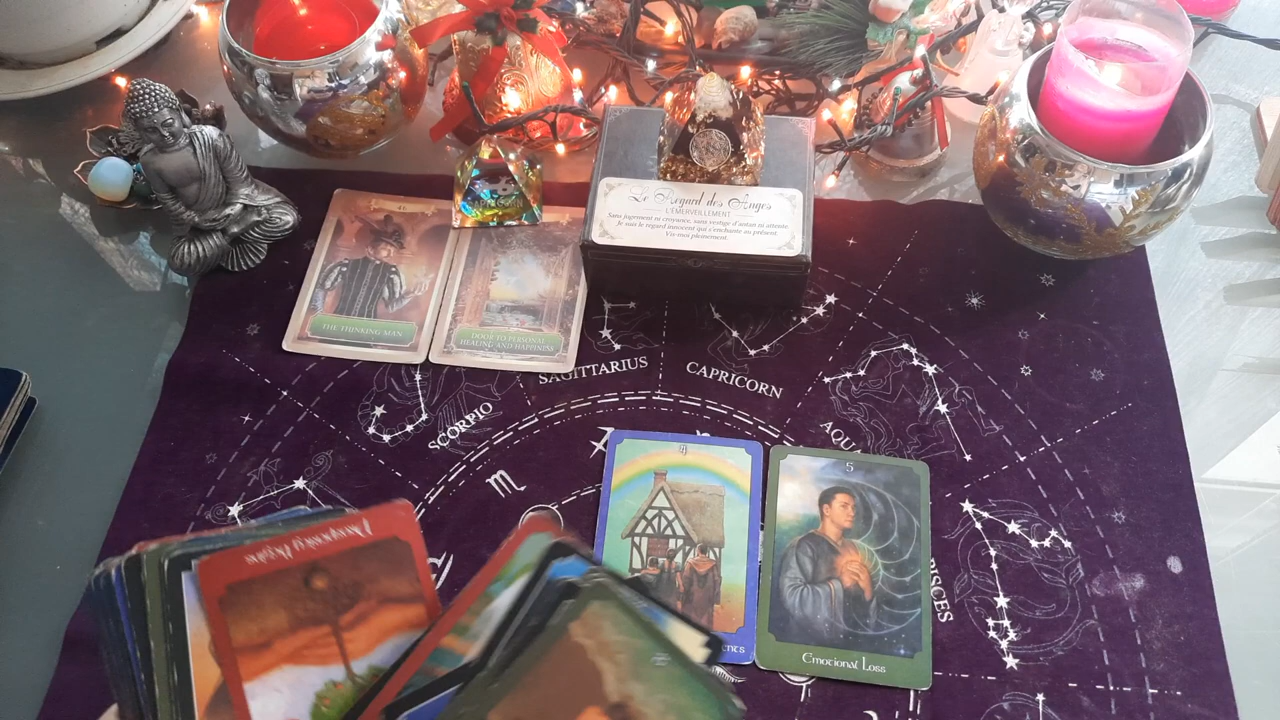 CAPRICORN
Le Regard des Anges
L'ÉMERVEILLEMENT
Sans jugement ni croyance, sans vestige d'antan ni attente.
Je suis le regard innocent qui s'enchante au présent.
Vis-moi pleinement.
THE THINKING MAN
DOOR TO PERSONAL
HEALING AND HAPPINESS
SAGITTARIUS
CAPRICORN
SCORPIO
AQU
4
5
PISCES
Emotional Loss